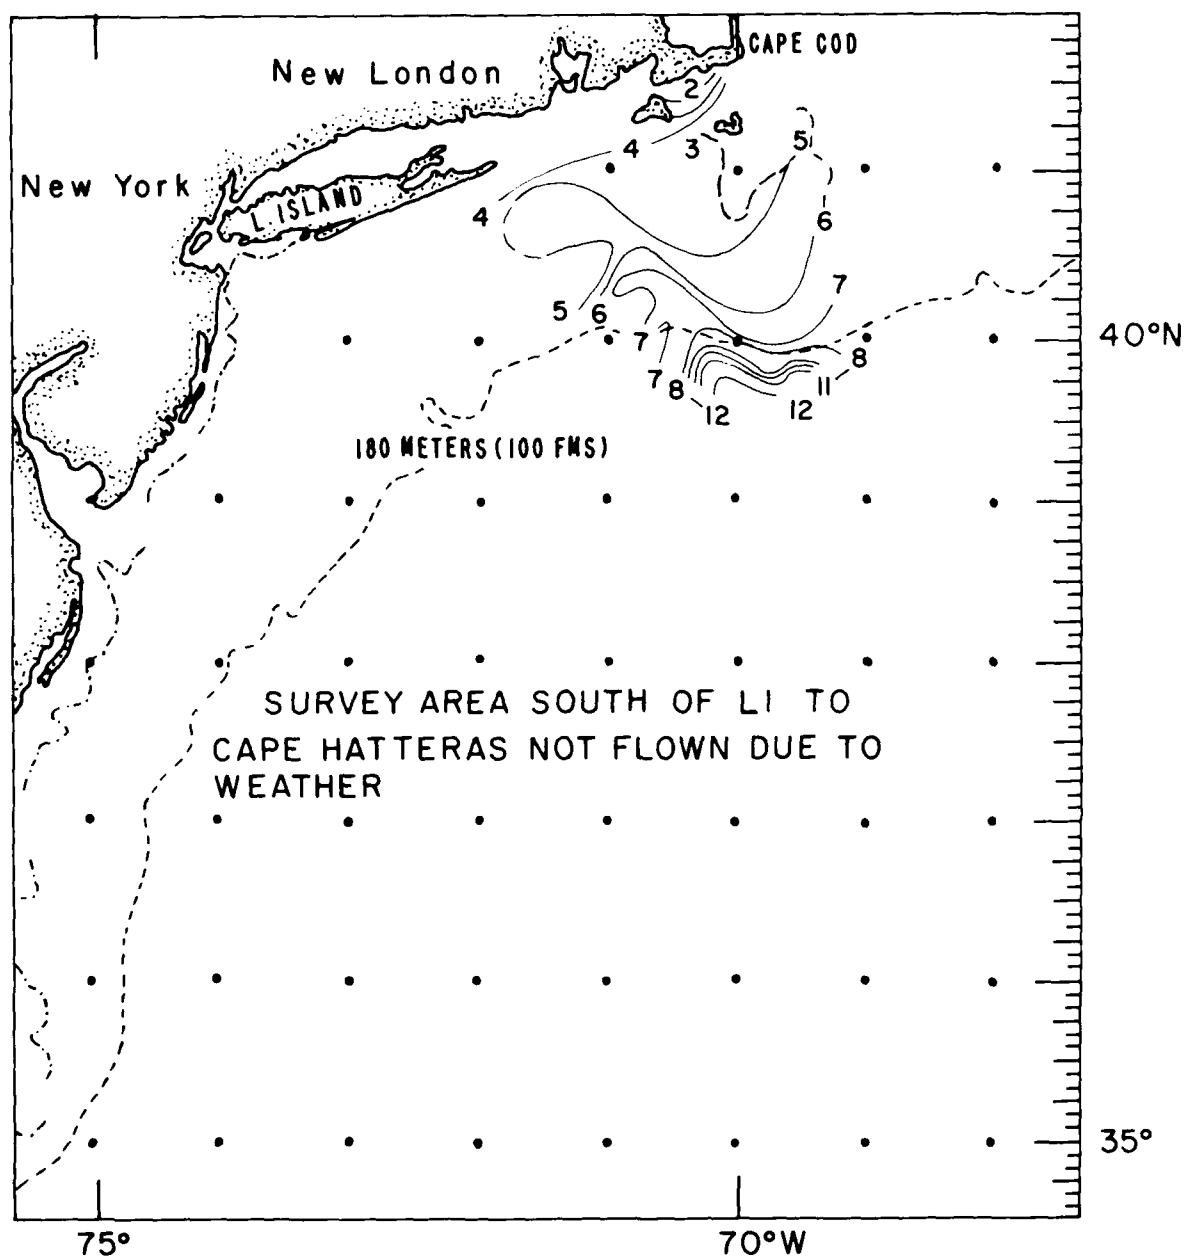 CAPE COD
New London
2
5
4
3
New York
L. ISLAND
4
6
7
5
6
40°N
7
8
7
8
11
12
12
180 METERS (100 FMS)
SURVEY AREA SOUTH OF LI TO
CAPE HATTERAS NOT FLOWN DUE TO
WEATHER
35°
75°
70°W